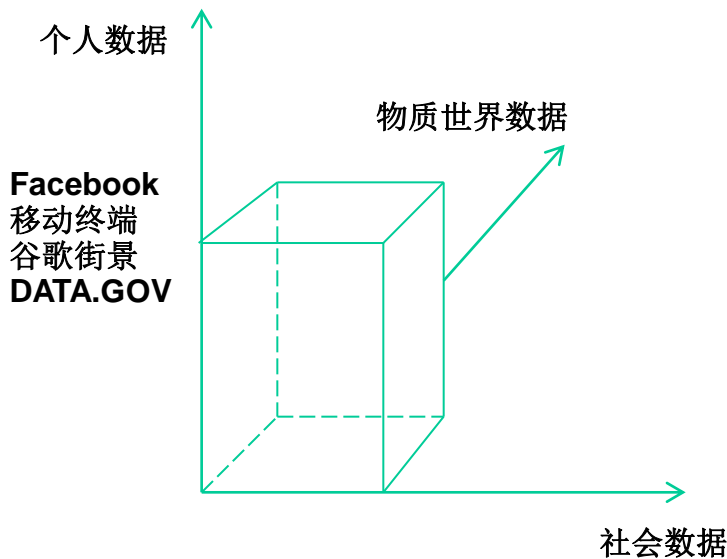 个人数据
物质世界数据
Facebook
移动终端
谷歌街景
DATA.GOV
社会数据